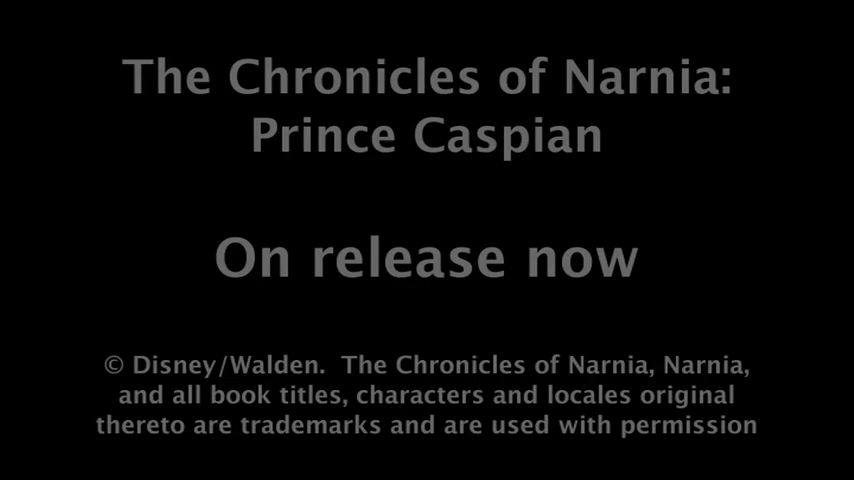 The Chronicles of Narnia:
Prince Caspian
On release now
© Disney/Walden. The Chronicles of Narnia, Narnia,
and all book titles, characters and locales original
thereto are trademarks and are used with permission